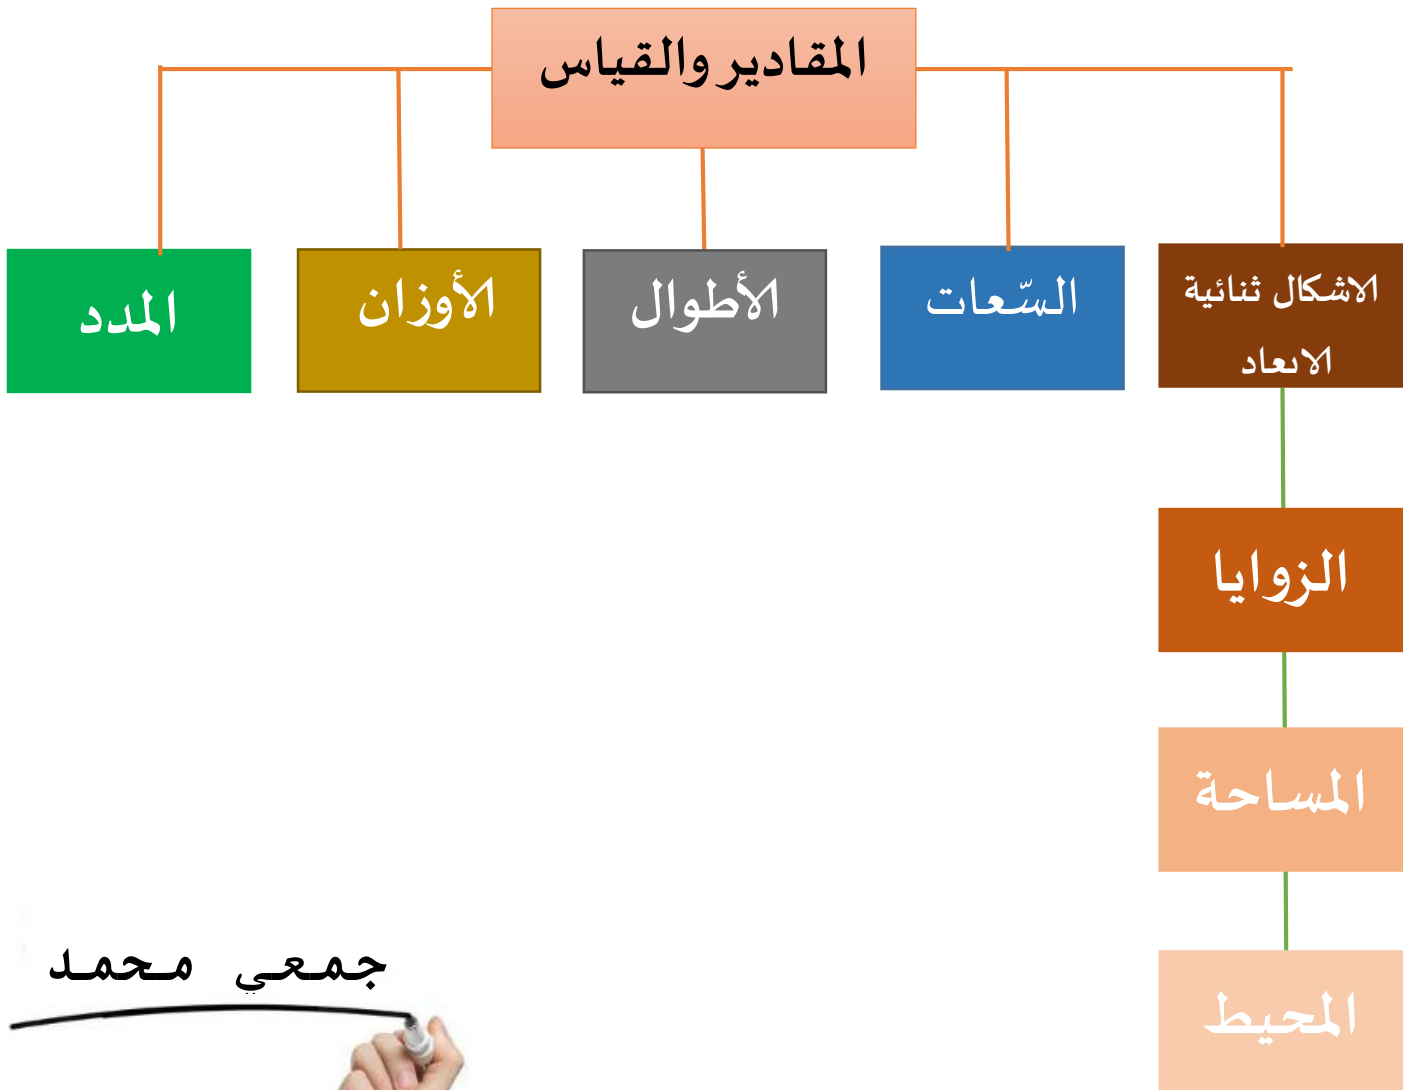 المقادير والقياس
الاشكال ثنائية
الابعاد
السّعات
الأطوال
الأوزان
المدد
الزوايا
المساحة
المحيط
جمعي محمد